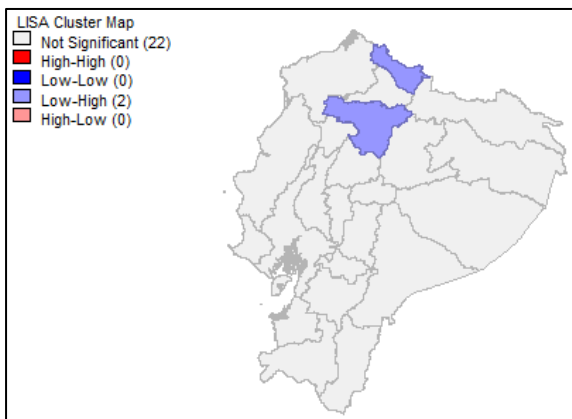 LISA Cluster Map
Not Significant (22)
High-High (0)
Low-Low (0)
Low-High (2)
High-Low (0)